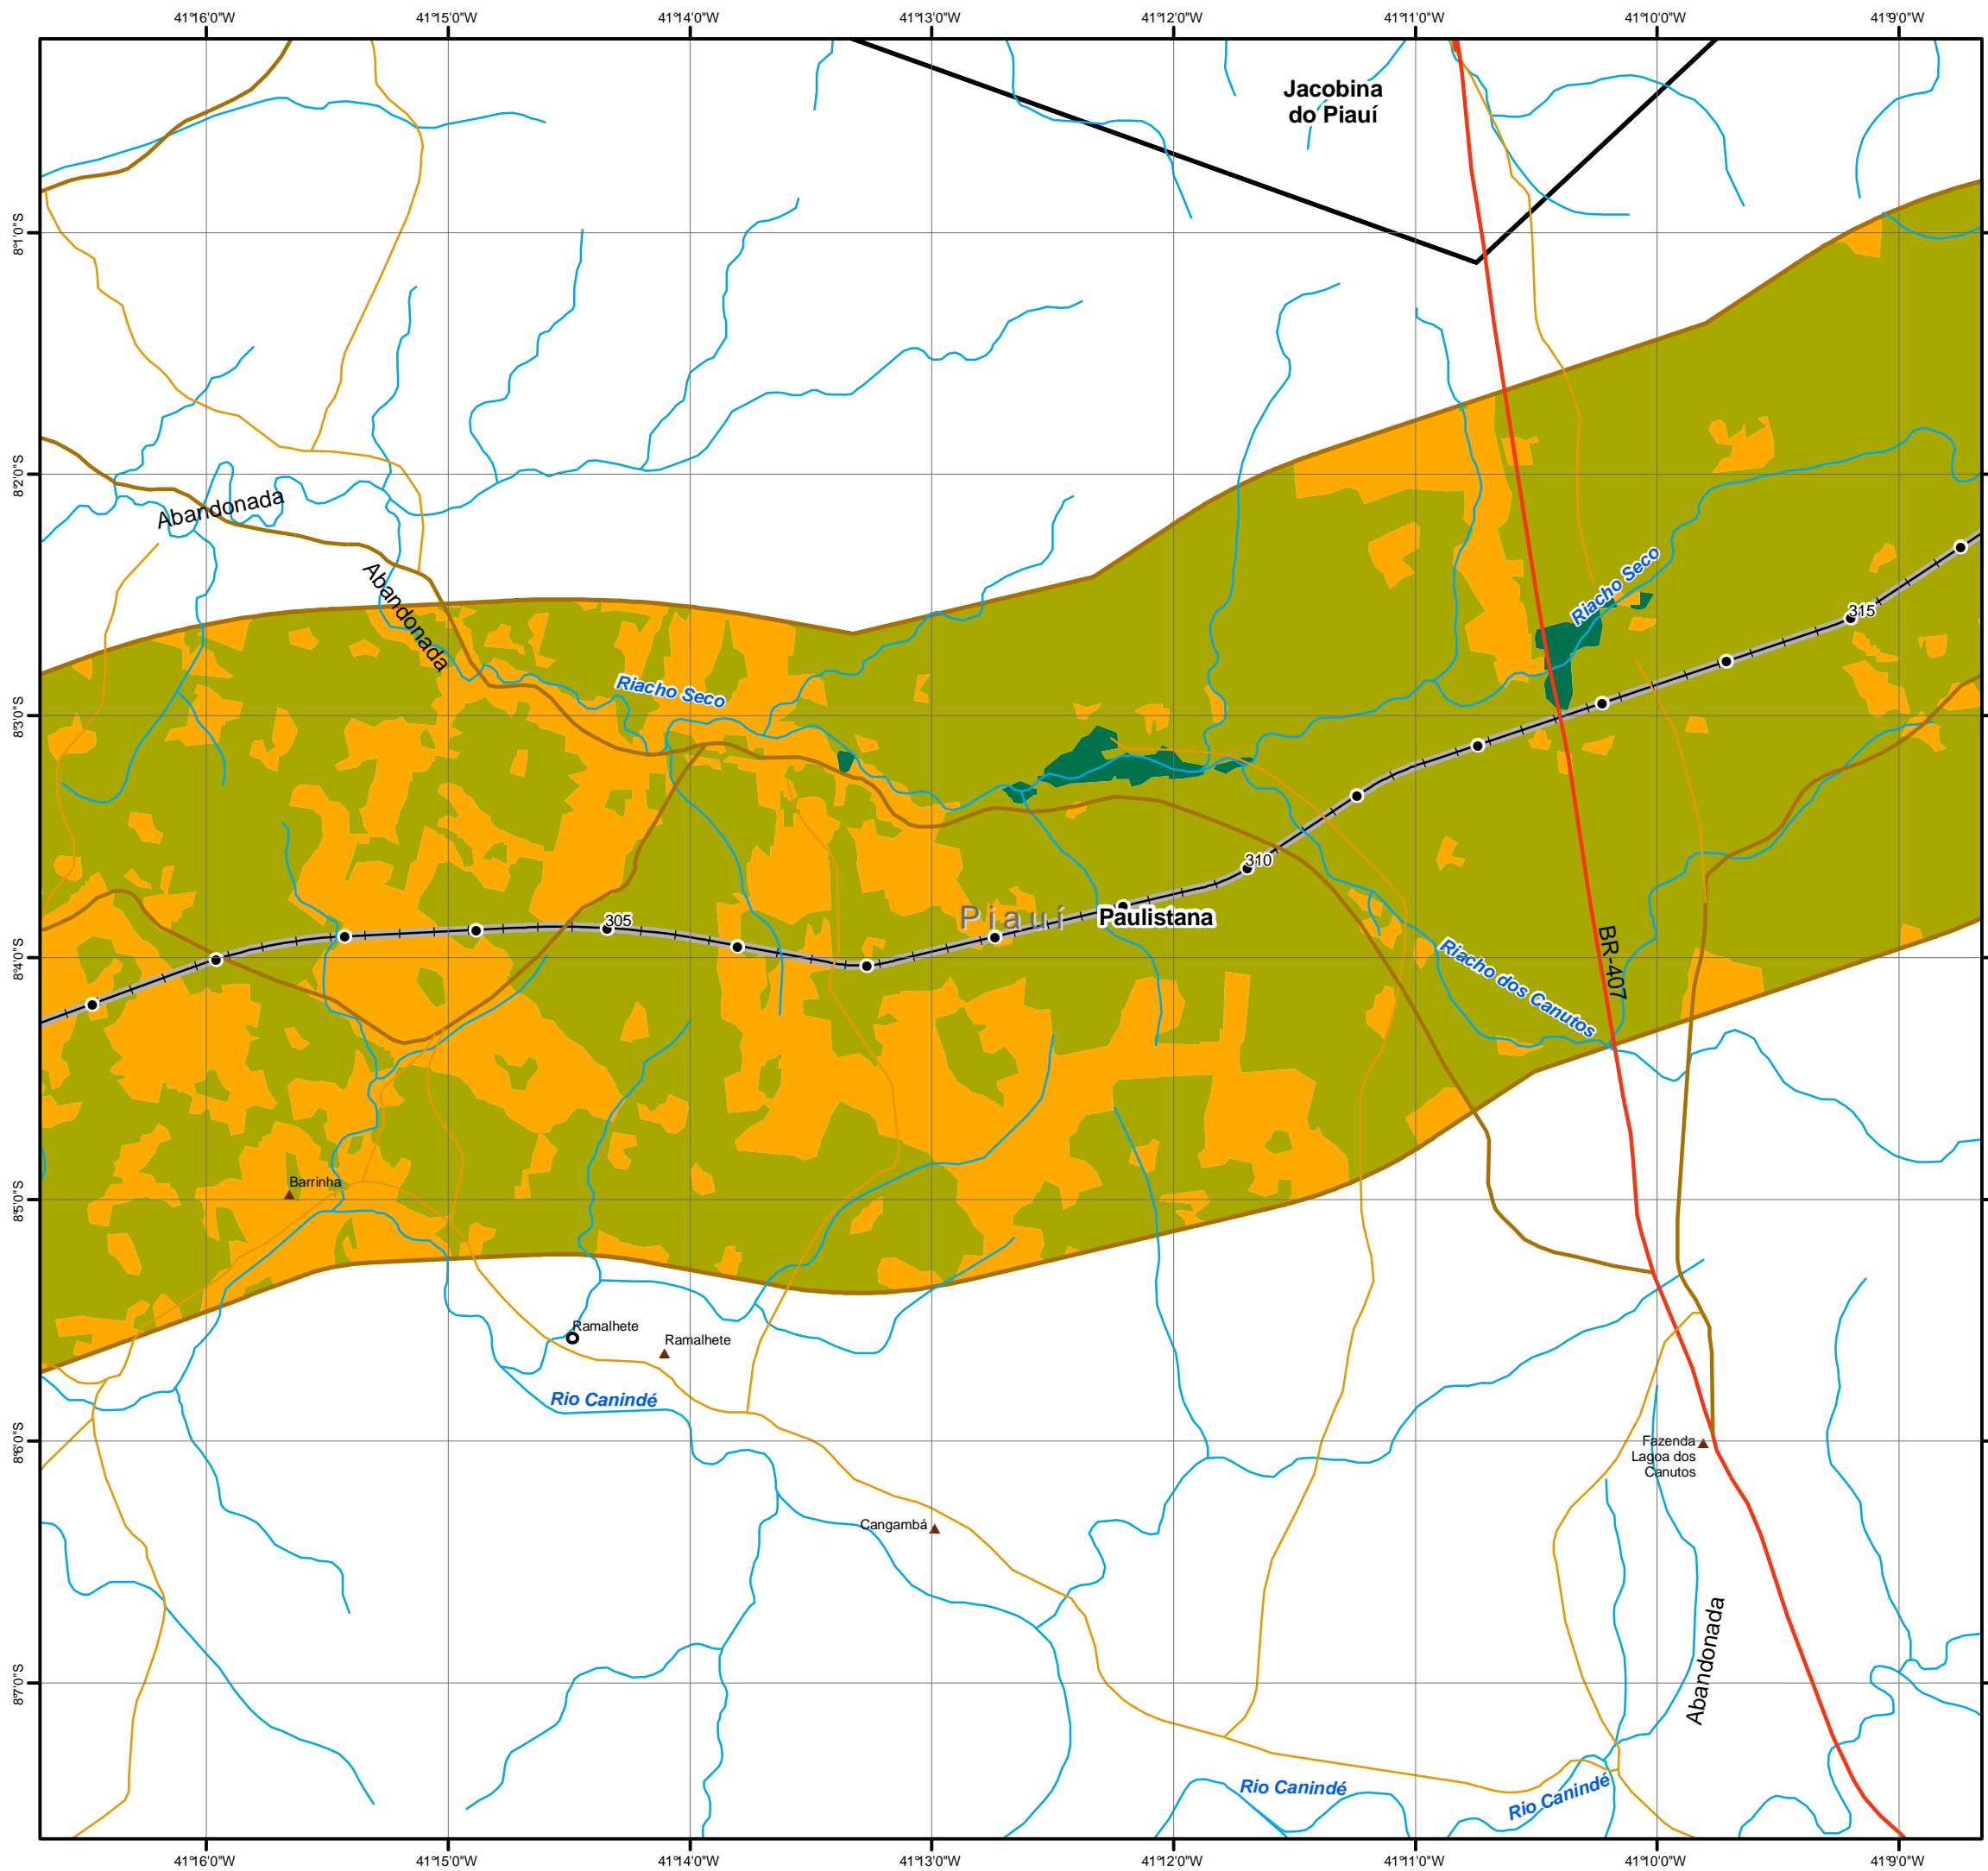 41°16'0"W 41°15'0"W 41°14'0"W 41°13'0"W 41°12'0"W 41°11'0"W 41°10'0"W 41°9'0"W
Jacobina
do Piauí
8°1'0"S
8°2'0"S
Abandonada
Abandonada
Riacho Seco
315
Riacho Seco
8°3'0"S
310
305
Piauí
Paulistana
BR-407
8°4'0"S
Riacho dos Canutos
Barrinha
8°5'0"S
Ramalhete
Ramalhete
Rio Canindé
8°6'0"S
Fazenda
Lagoa dos
Canutos
Cangambá
Abandonada
8°7'0"S
Rio Canindé
Rio Canindé
41°16'0"W 41°15'0"W 41°14'0"W 41°13'0"W 41°12'0"W 41°11'0"W 41°10'0"W 41°9'0"W